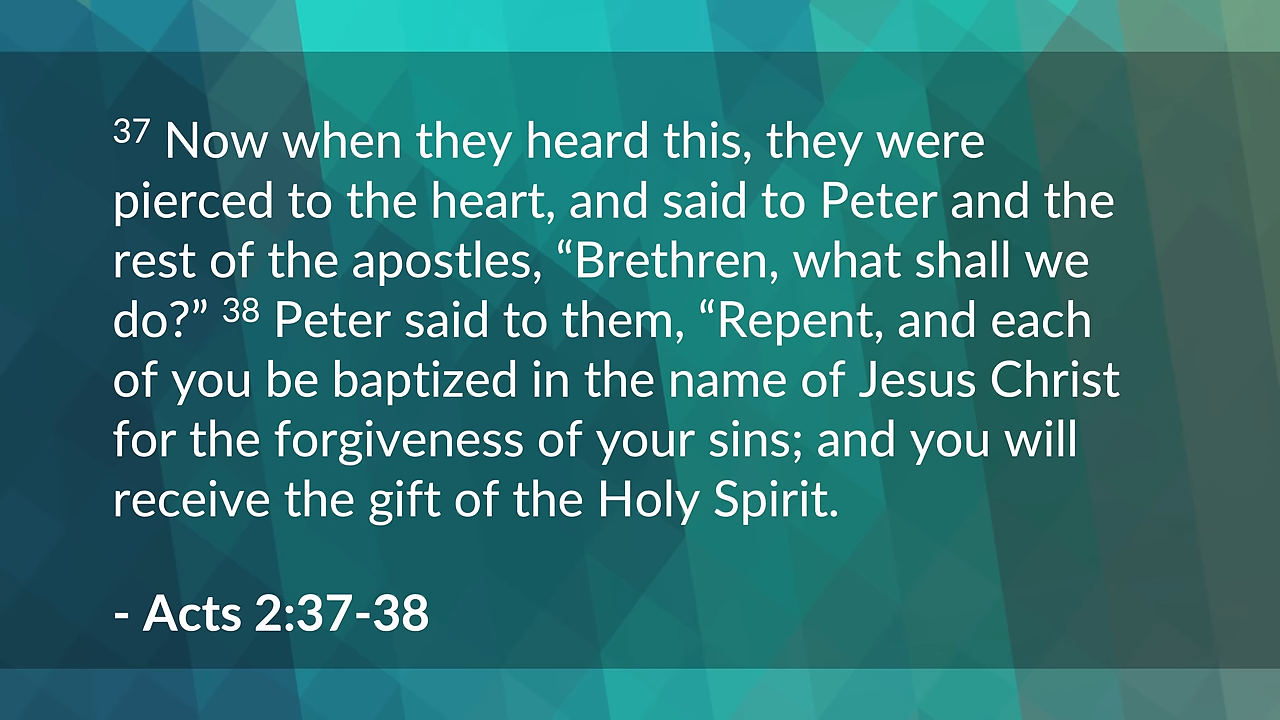 ³⁷ Now when they heard this, they were
pierced to the heart, and said to Peter and the
rest of the apostles, “Brethren, what shall we
do?” ³⁸ Peter said to them, “Repent, and each
of you be baptized in the name of Jesus Christ
for the forgiveness of your sins; and you will
receive the gift of the Holy Spirit.
- Acts 2:37-38